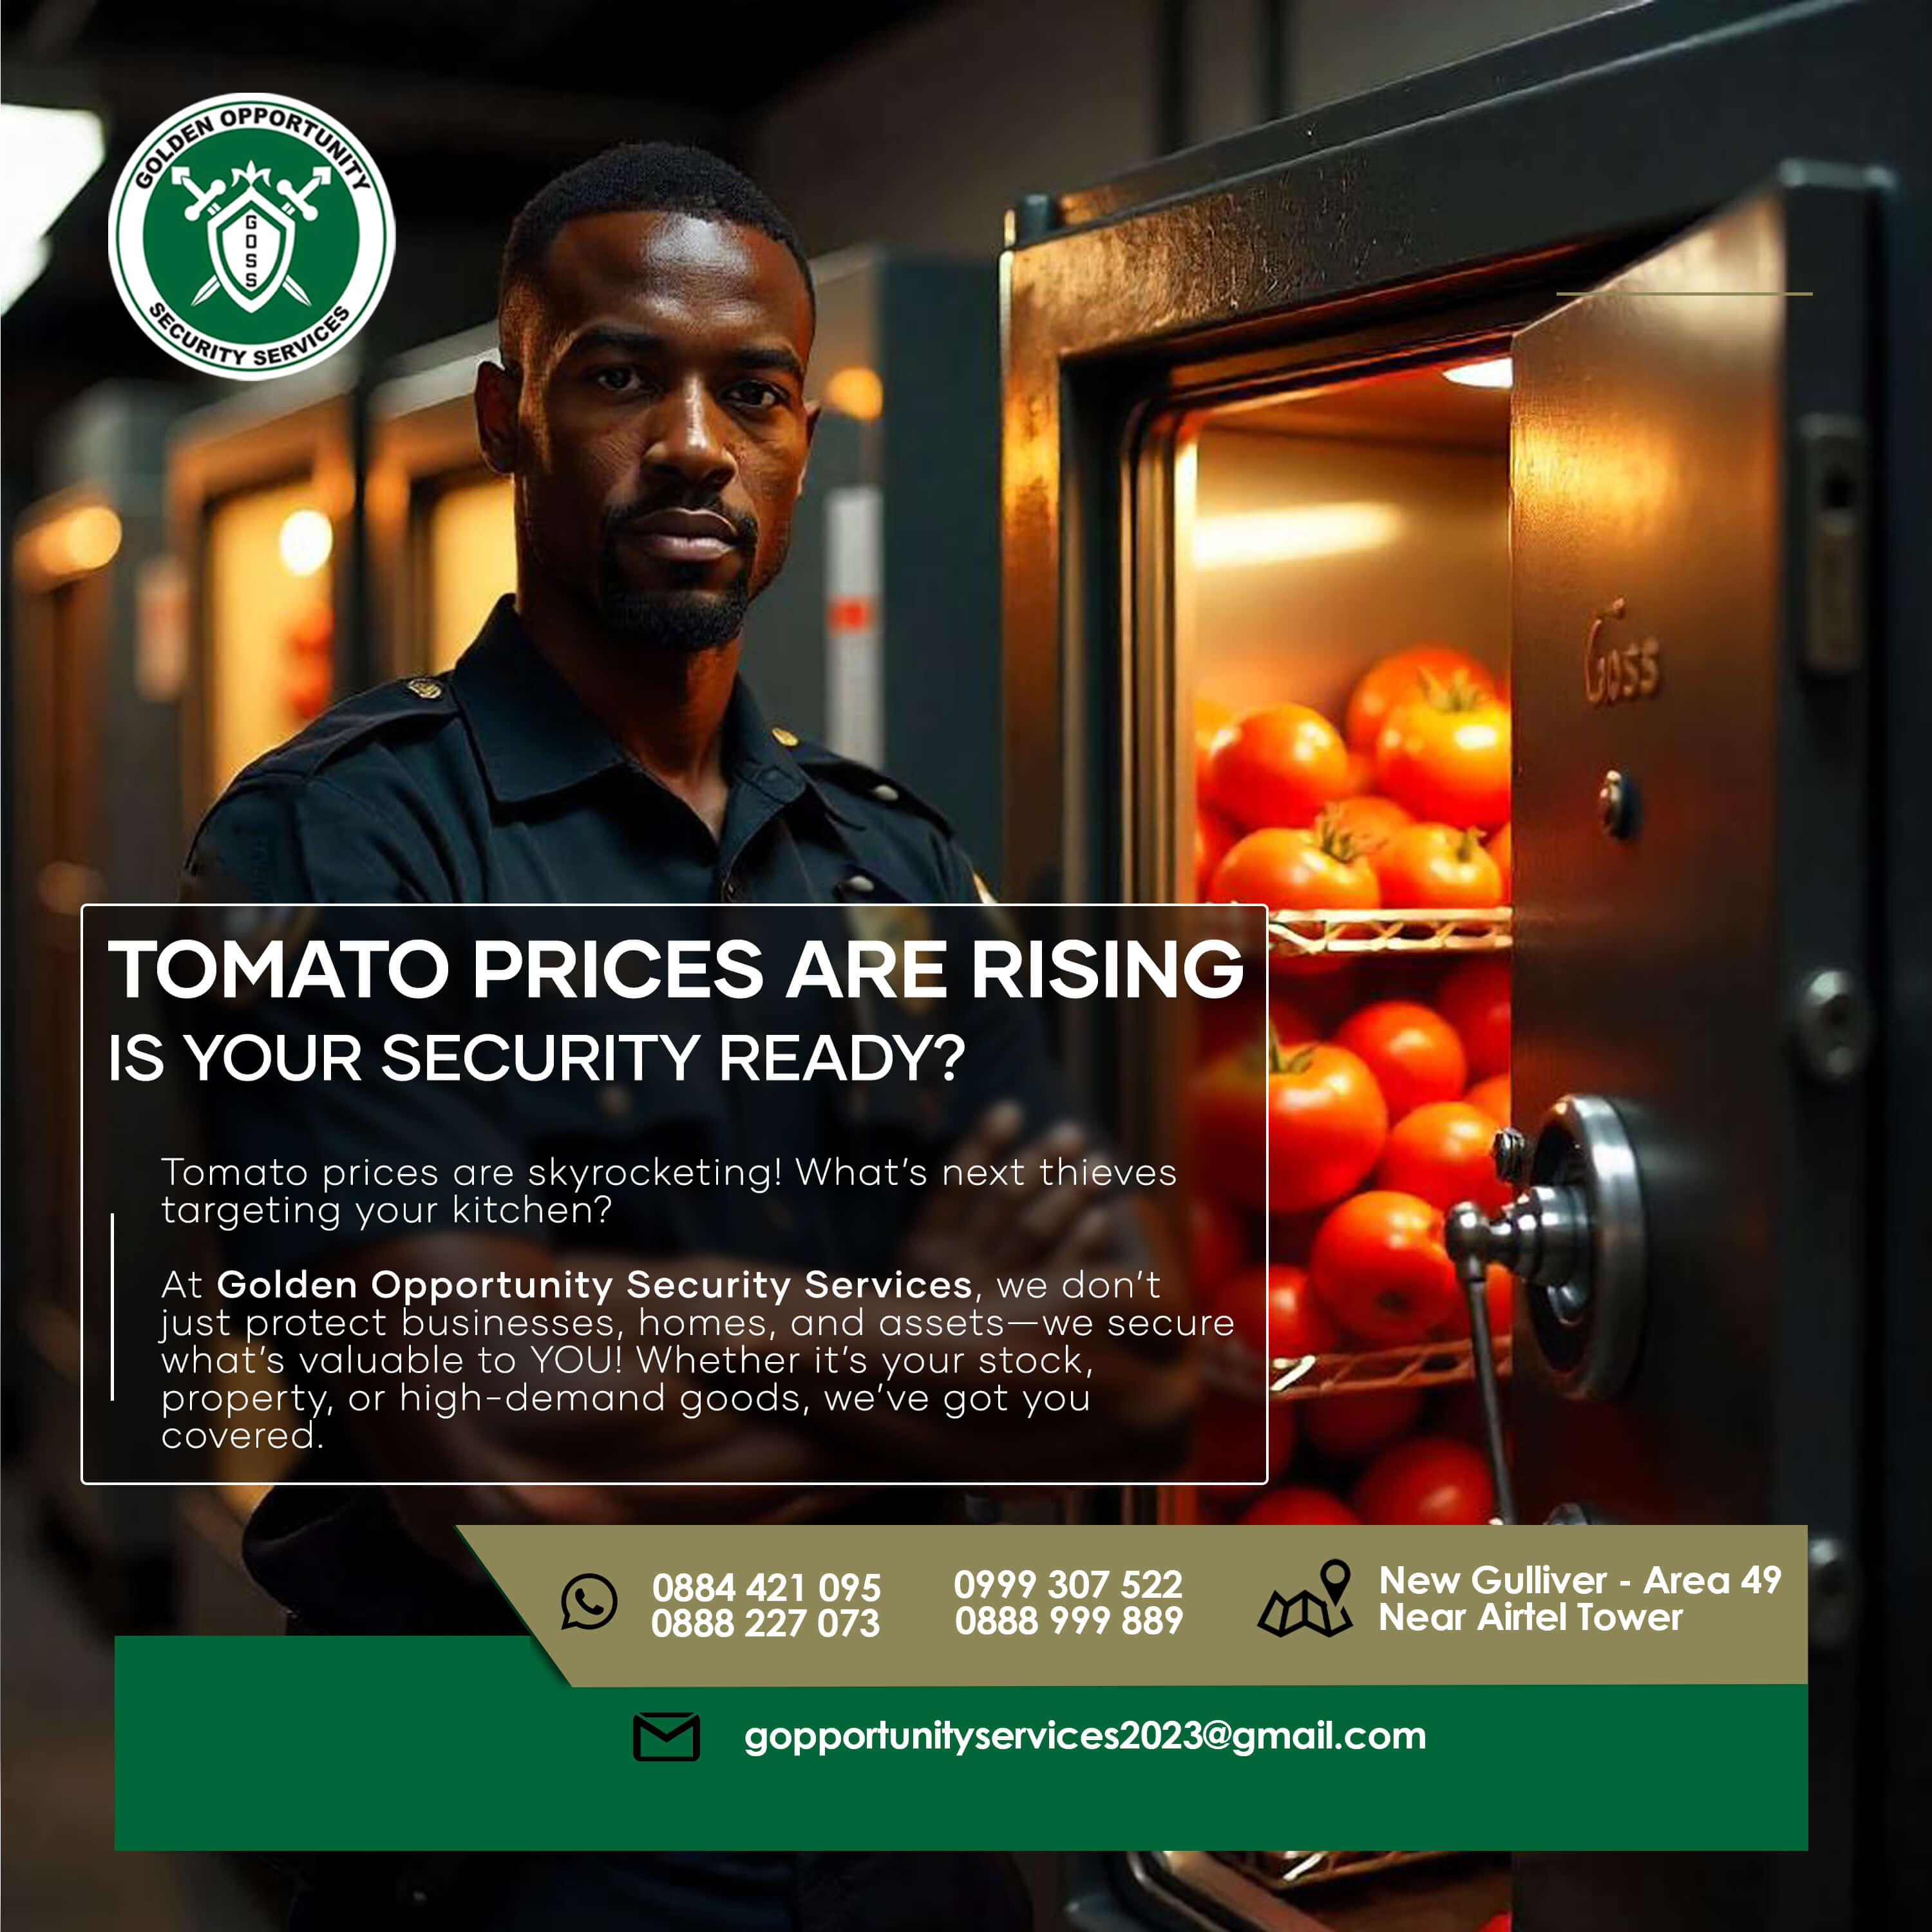 GOLDEN OPPORTUNITY
GOSS
SECURITY SERVICES
Goss
TOMATO PRICES ARE RISING
IS YOUR SECURITY READY?
Tomato prices are skyrocketing! What's next thieves
targeting your kitchen?
At Golden Opportunity Security Services, we don't
just protect businesses, homes, and assets—we secure
what's valuable to YOU! Whether it's your stock,
property, or high-demand goods, we've got you
covered.
0884 421 095
0888 227 073
0999 307 522
0888 999 889
New Gulliver - Area 49
Near Airtel Tower
gopportunityservices2023@gmail.com